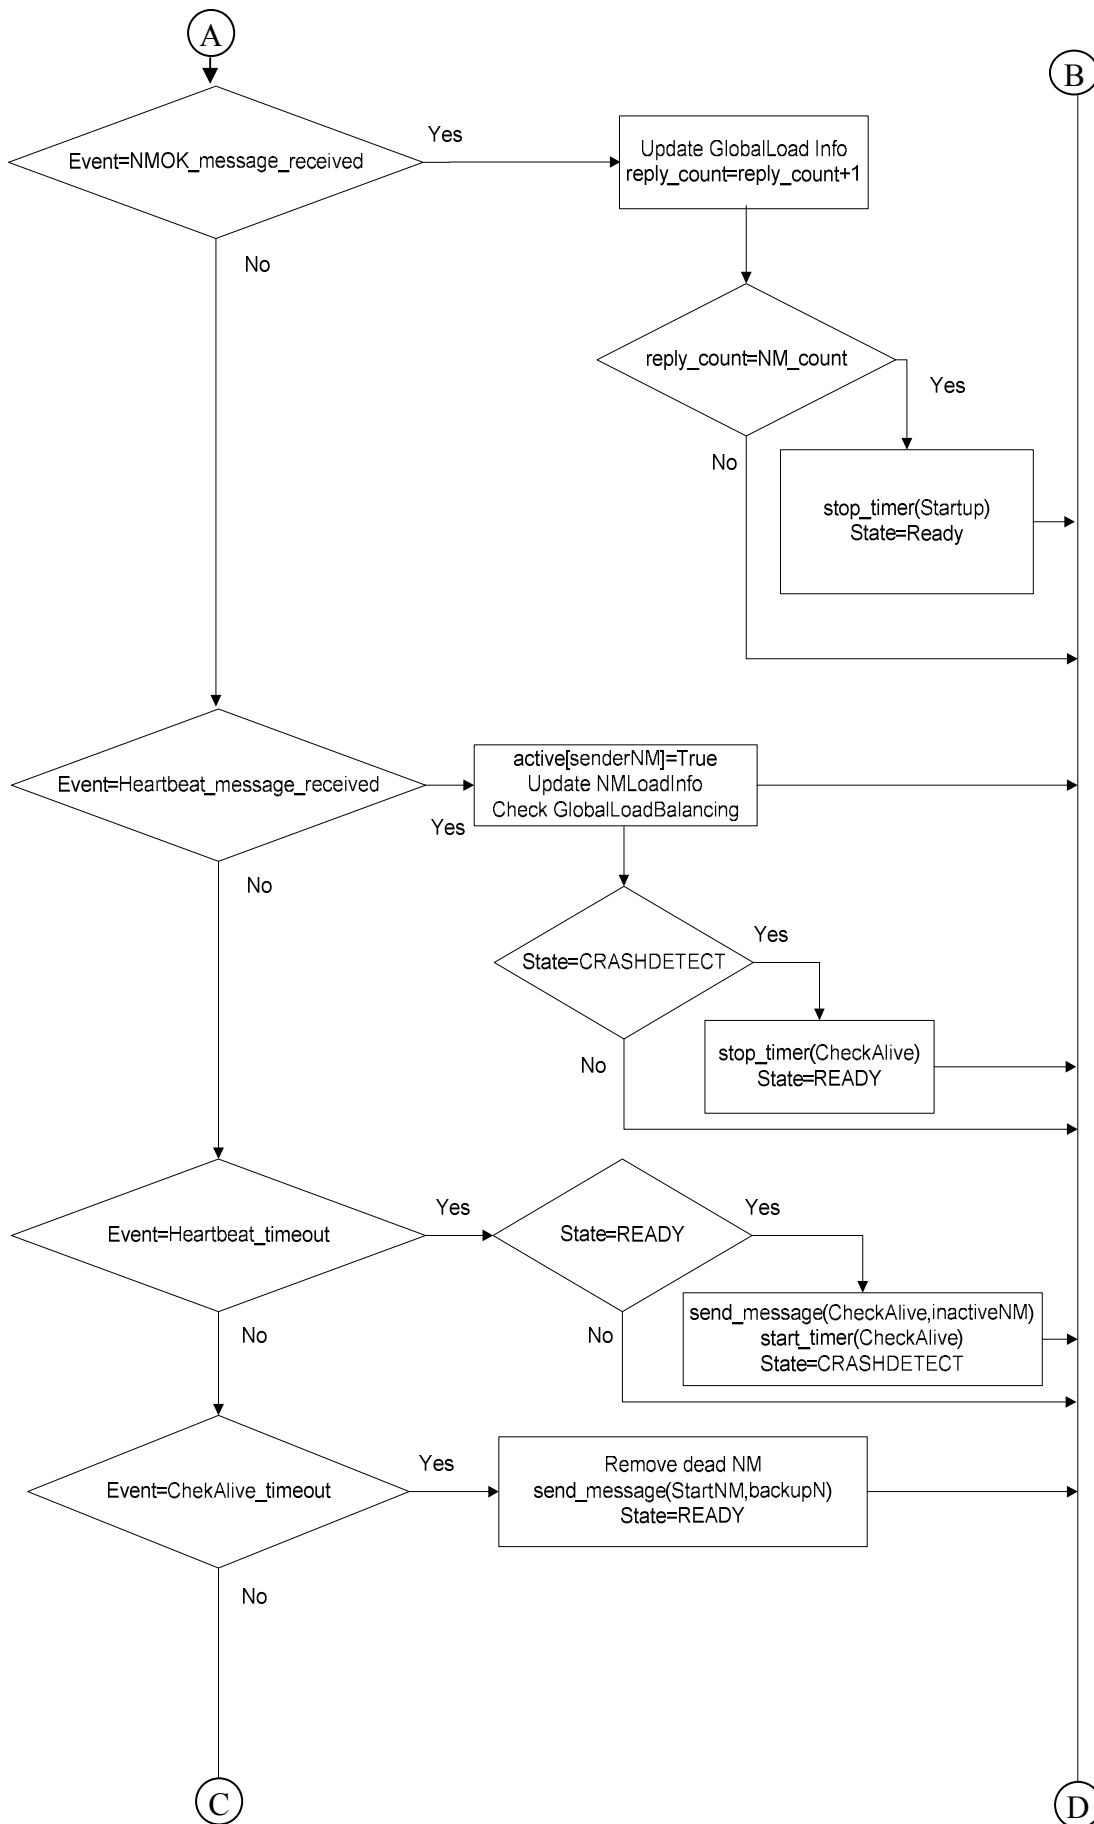 A
B
Event=NMOK_message_received
Yes
Update GlobalLoad Info
reply_count=reply_count+1
No
reply_count=NM_count
Yes
No
stop_timer(Startup)
State=Ready
Event=Heartbeat_message_received
Yes
active[senderNM]=True
Update NMLoadInfo
Check GlobalLoadBalancing
No
State=CRASHDETECT
Yes
No
stop_timer(CheckAlive)
State=READY
Event=Heartbeat_timeout
Yes
State=READY
Yes
No
No
send_message(CheckAlive,inactiveNM)
start_timer(CheckAlive)
State=CRASHDETECT
Event=ChekAlive_timeout
Yes
Remove dead NM
send_message(StartNM,backupN)
State=READY
No
C
D